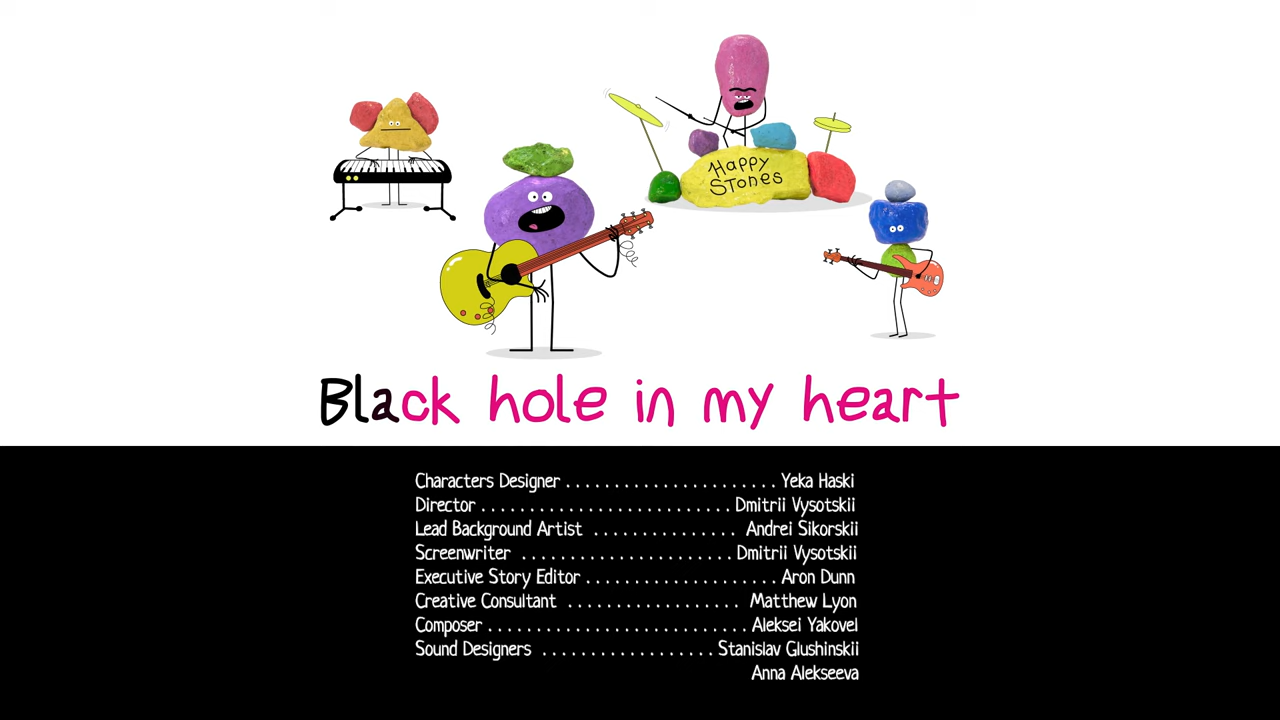 Happy
STones
Black hole in my heart
Characters Designer ...................... Yeka Haski
Director .......................... Dmitrii Vysotskii
Lead Background Artist ............... Andrei Sikorskii
Screenwriter ...................... Dmitrii Vysotskii
Executive Story Editor .................... Aron Dunn
Creative Consultant .................. Matthew Lyon
Composer ........................... Aleksei Yakovel
Sound Designers .................. Stanislav Glushinskii
Anna Alekseeva